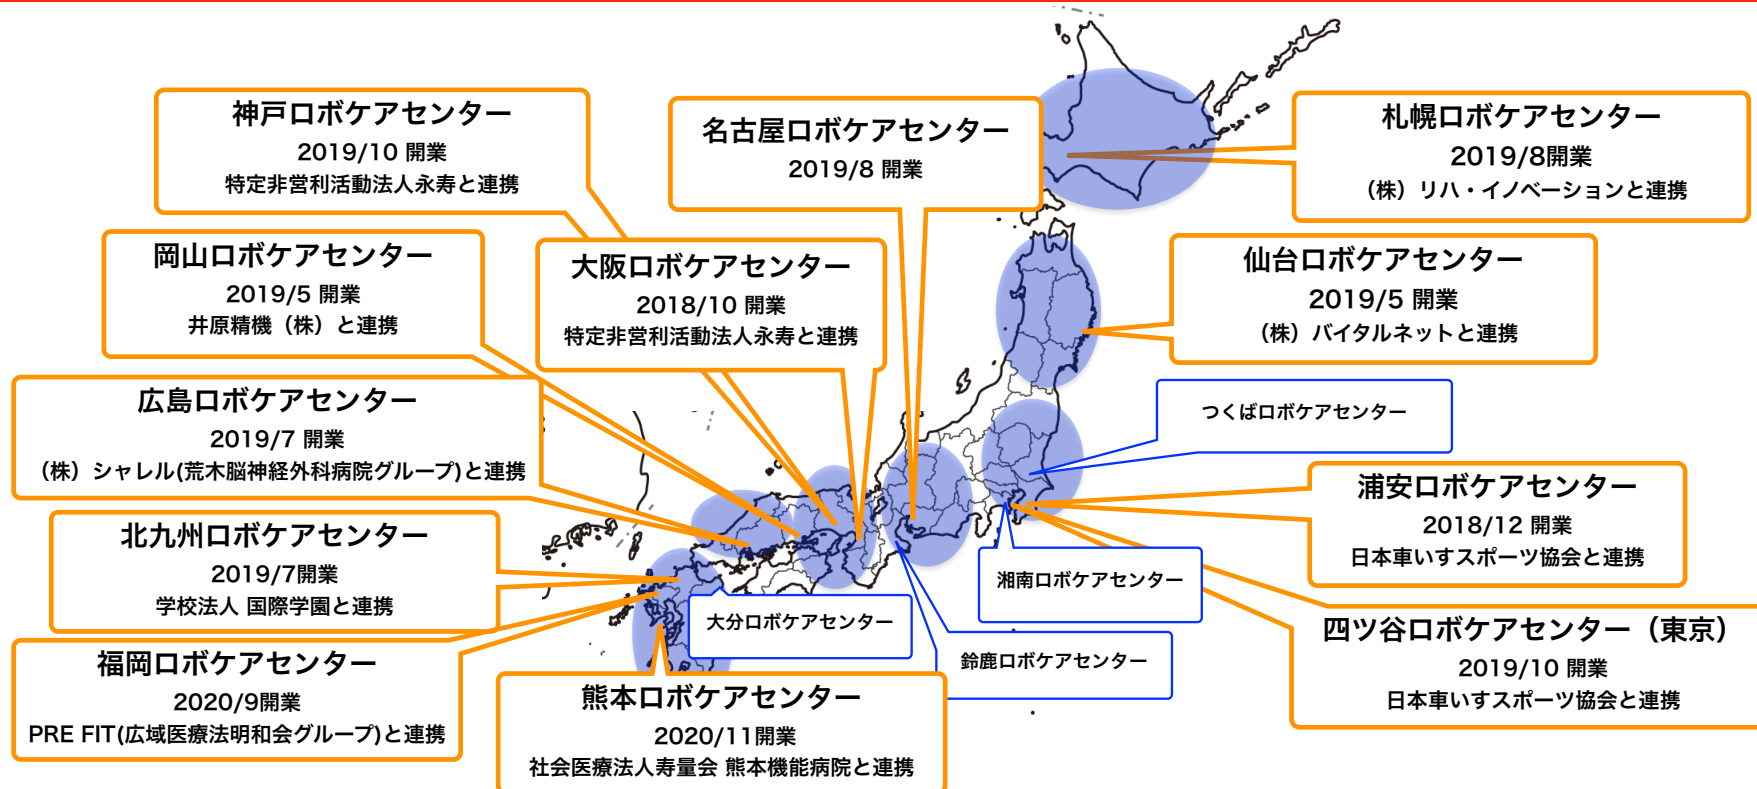 神戸ロボケアセンター
2019/10 開業
特定非営利活動法人永寿と連携
名古屋ロボケアセンター
2019/8 開業
札幌ロボケアセンター
2019/8開業
（株）リハ・イノベーションと連携
岡山ロボケアセンター
2019/5 開業
井原精機（株）と連携
大阪ロボケアセンター
2018/10 開業
特定非営利活動法人永寿と連携
仙台ロボケアセンター
2019/5 開業
（株）バイタルネットと連携
広島ロボケアセンター
2019/7 開業
（株）シャレル(荒木脳神経外科病院グループ)と連携
つくばロボケアセンター
浦安ロボケアセンター
2018/12 開業
日本車いすスポーツ協会と連携
北九州ロボケアセンター
2019/7開業
学校法人 国際学園と連携
湘南ロボケアセンター
大分ロボケアセンター
鈴鹿ロボケアセンター
四ツ谷ロボケアセンター（東京）
2019/10 開業
日本車いすスポーツ協会と連携
福岡ロボケアセンター
2020/9開業
PRE FIT(広域医療法明和会グループ)と連携
熊本ロボケアセンター
2020/11開業
社会医療法人寿量会 熊本機能病院と連携